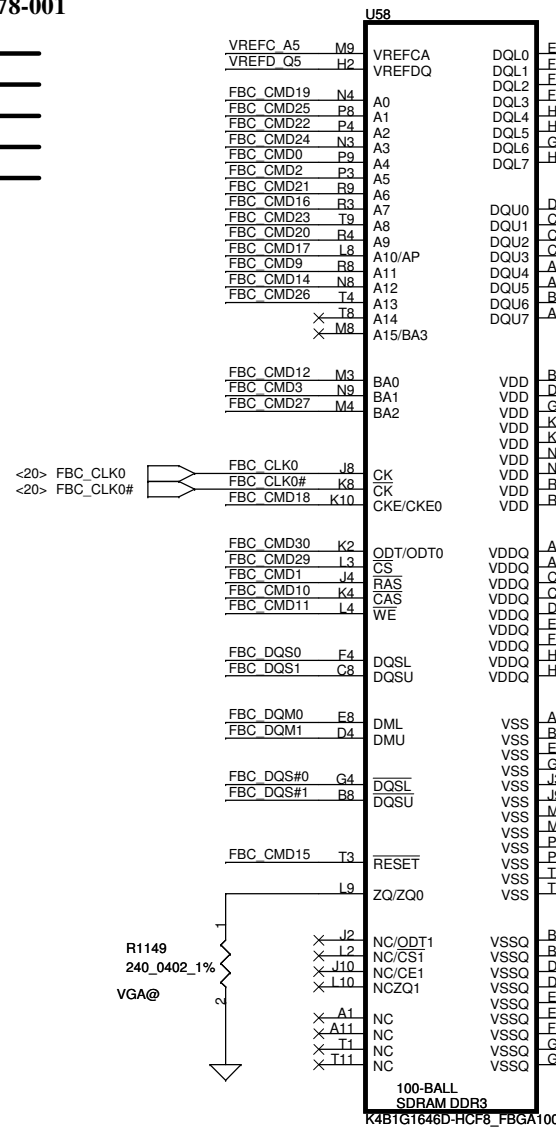 78-001
U58
VREFC_A5 M9 VREFCA DQL0
VREFD_Q5 H2 VREFDQ DQL1
DQL2
FBC_CMD19 N4 A0 DQL3
FBC_CMD25 P8 A1 DQL4
FBC_CMD22 P4 A2 DQL5
FBC_CMD24 N3 A3 DQL6
FBC_CMD0 P9 A4 DQL7
FBC_CMD2 P3 A5
FBC_CMD21 R9 A6
FBC_CMD16 R3 A7 DQU0
FBC_CMD23 T9 A8 DQU1
FBC_CMD20 R4 A9 DQU2
FBC_CMD17 L8 A10/AP DQU3
FBC_CMD9 R8 A11 DQU4
FBC_CMD14 N8 A12 DQU5
FBC_CMD26 T4 A13 DQU6
T8 A14 DQU7
M8 A15/BA3
FBC_CMD12 M3 BA0 VDD
FBC_CMD3 N9 BA1 VDD
FBC_CMD27 M4 BA2 VDD
VDD
VDD
VDD
<20> FBC_CLK0 FBC_CLK0 J8 CK VDD
<20> FBC_CLK0# FBC_CLK0# K8 CK VDD
FBC_CMD18 K10 CKE/CKE0 VDD
FBC_CMD30 K2 ODT/ODT0 VDDQ
FBC_CMD29 L3 CS VDDQ
FBC_CMD1 J4 RAS VDDQ
FBC_CMD10 K4 CAS VDDQ
FBC_CMD11 L4 WE VDDQ
VDDQ
VDDQ
FBC_DQS0 F4 DQSL VDDQ
FBC_DQS1 C8 DQSU VDDQ
FBC_DQM0 E8 DML VSS
FBC_DQM1 D4 DMU VSS
VSS
VSS
FBC_DQS#0 G4 DQSL VSS
FBC_DQS#1 B8 DQSU VSS
VSS
VSS
VSS
FBC_CMD15 T3 RESET VSS
VSS
L9 ZQ/ZQ0 VSS
1
R1149
240_0402_1%
VGA@
2
J2 NC/ODT1 VSSQ
L2 NC/CS1 VSSQ
J10 NC/CE1 VSSQ
L10 NCZQ1 VSSQ
VSSQ
A1 NC VSSQ
A11 NC VSSQ
T1 NC VSSQ
T11 NC VSSQ
100-BALL
SDRAM DDR3
K4B1G1646D-HCF8_FBGA100